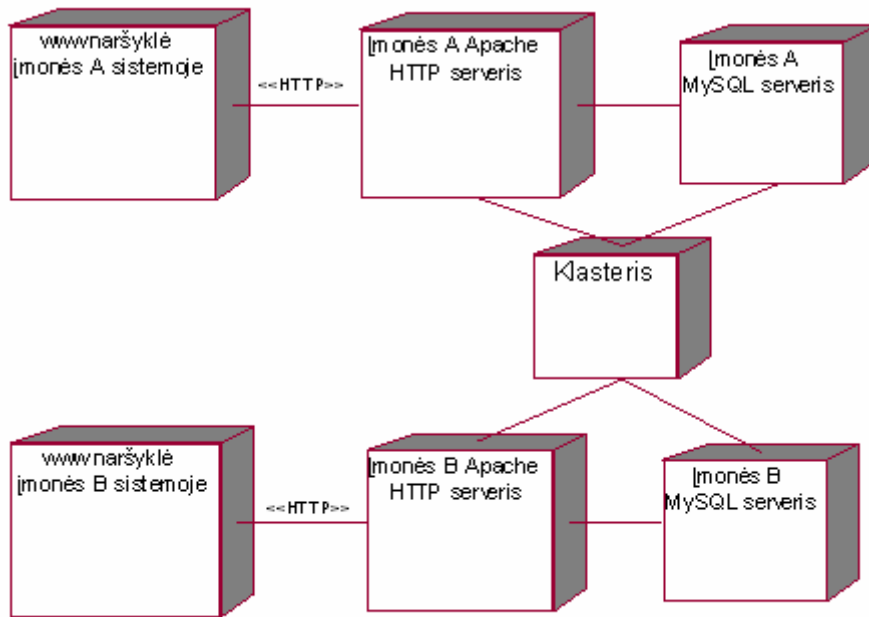 www naršyklė
įmonės A sistemoje
<<HTTP>>
Įmonės A Apache
HTTP serveris
Įmonės A
MySQL serveris
Klasteris
www naršyklė
įmonės B sistemoje
<<HTTP>>
Įmonės B Apache
HTTP serveris
Įmonės B
MySQL serveris